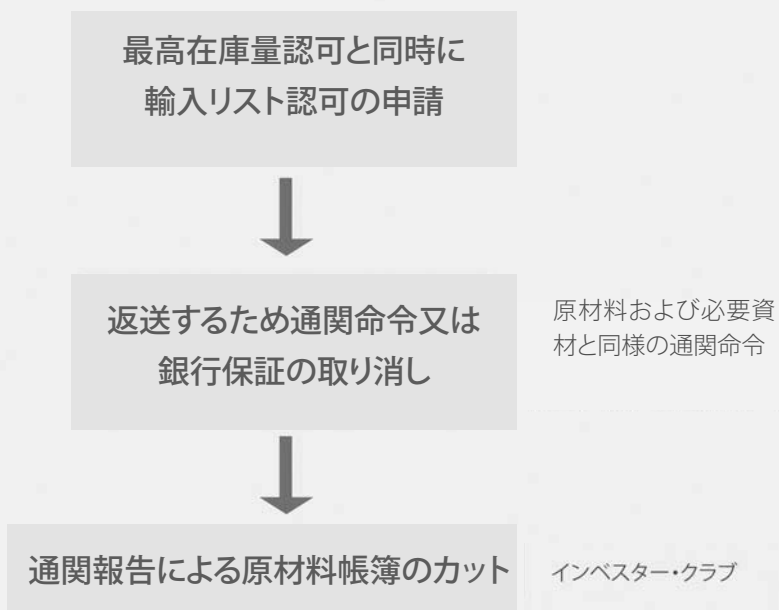 最高在庫量認可と同時に
輸入リスト認可の申請
返送するため通関命令又は
銀行保証の取り消し
原材料および必要資
材と同様の通関命令
通関報告による原材料帳簿のカット
インベスター・クラブ